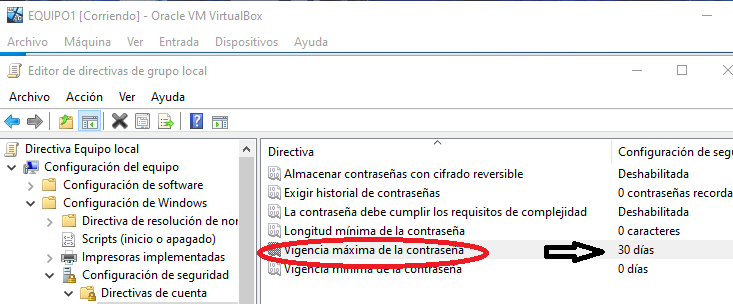 EQUIPO1 [Corriendo] - Oracle VM VirtualBox
Archivo Máquina Ver Entrada Dispositivos Ayuda
Editor de directivas de grupo local
Archivo Acción Ver Ayuda
Directiva Equipo local
Configuración del equipo
Configuración de software
Configuración de Windows
Directiva de resolución de nor
Scripts (inicio o apagado)
Impresoras implementadas
Configuración de seguridad
Directivas de cuenta
Directiva Configuración de segu
Almacenar contraseñas con cifrado reversible Deshabilitada
Exigir historial de contraseñas 0 contraseñas recorda
La contraseña debe cumplir los requisitos de complejidad Deshabilitada
Longitud mínima de la contraseña 0 caracteres
Vigencia máxima de la contraseña 30 días
Vigencia mínima de la contraseña 0 días